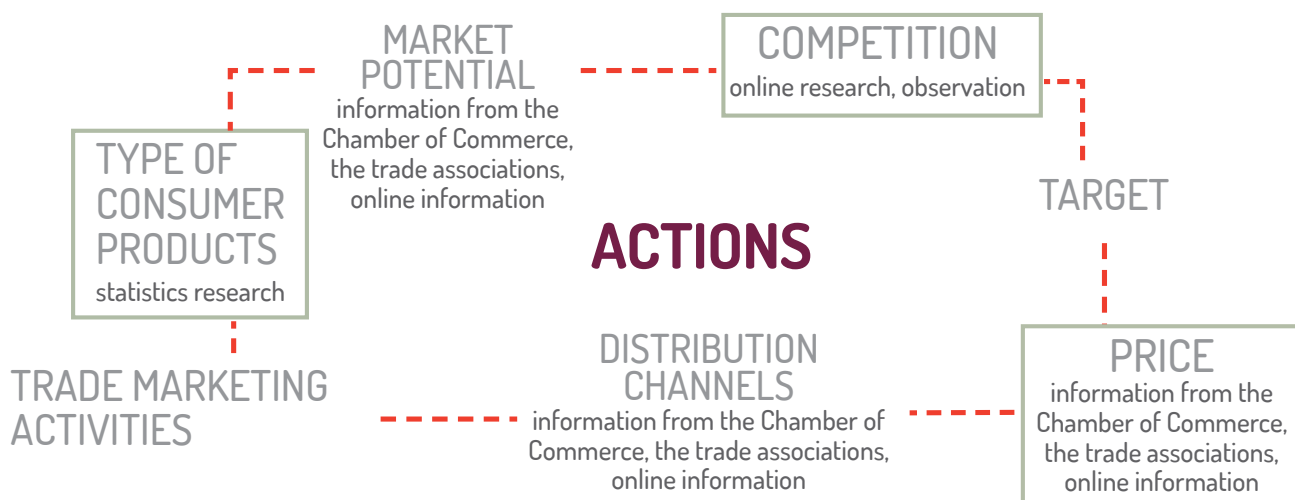 MARKET
POTENTIAL
information from the
Chamber of Commerce,
the trade associations,
online information
COMPETITION
online research, observation
TYPE OF
CONSUMER
PRODUCTS
statistics research
TARGET
ACTIONS
TRADE MARKETING
ACTIVITIES
DISTRIBUTION
CHANNELS
information from the Chamber of
Commerce, the trade associations,
online information
PRICE
information from the
Chamber of Commerce,
the trade associations,
online information